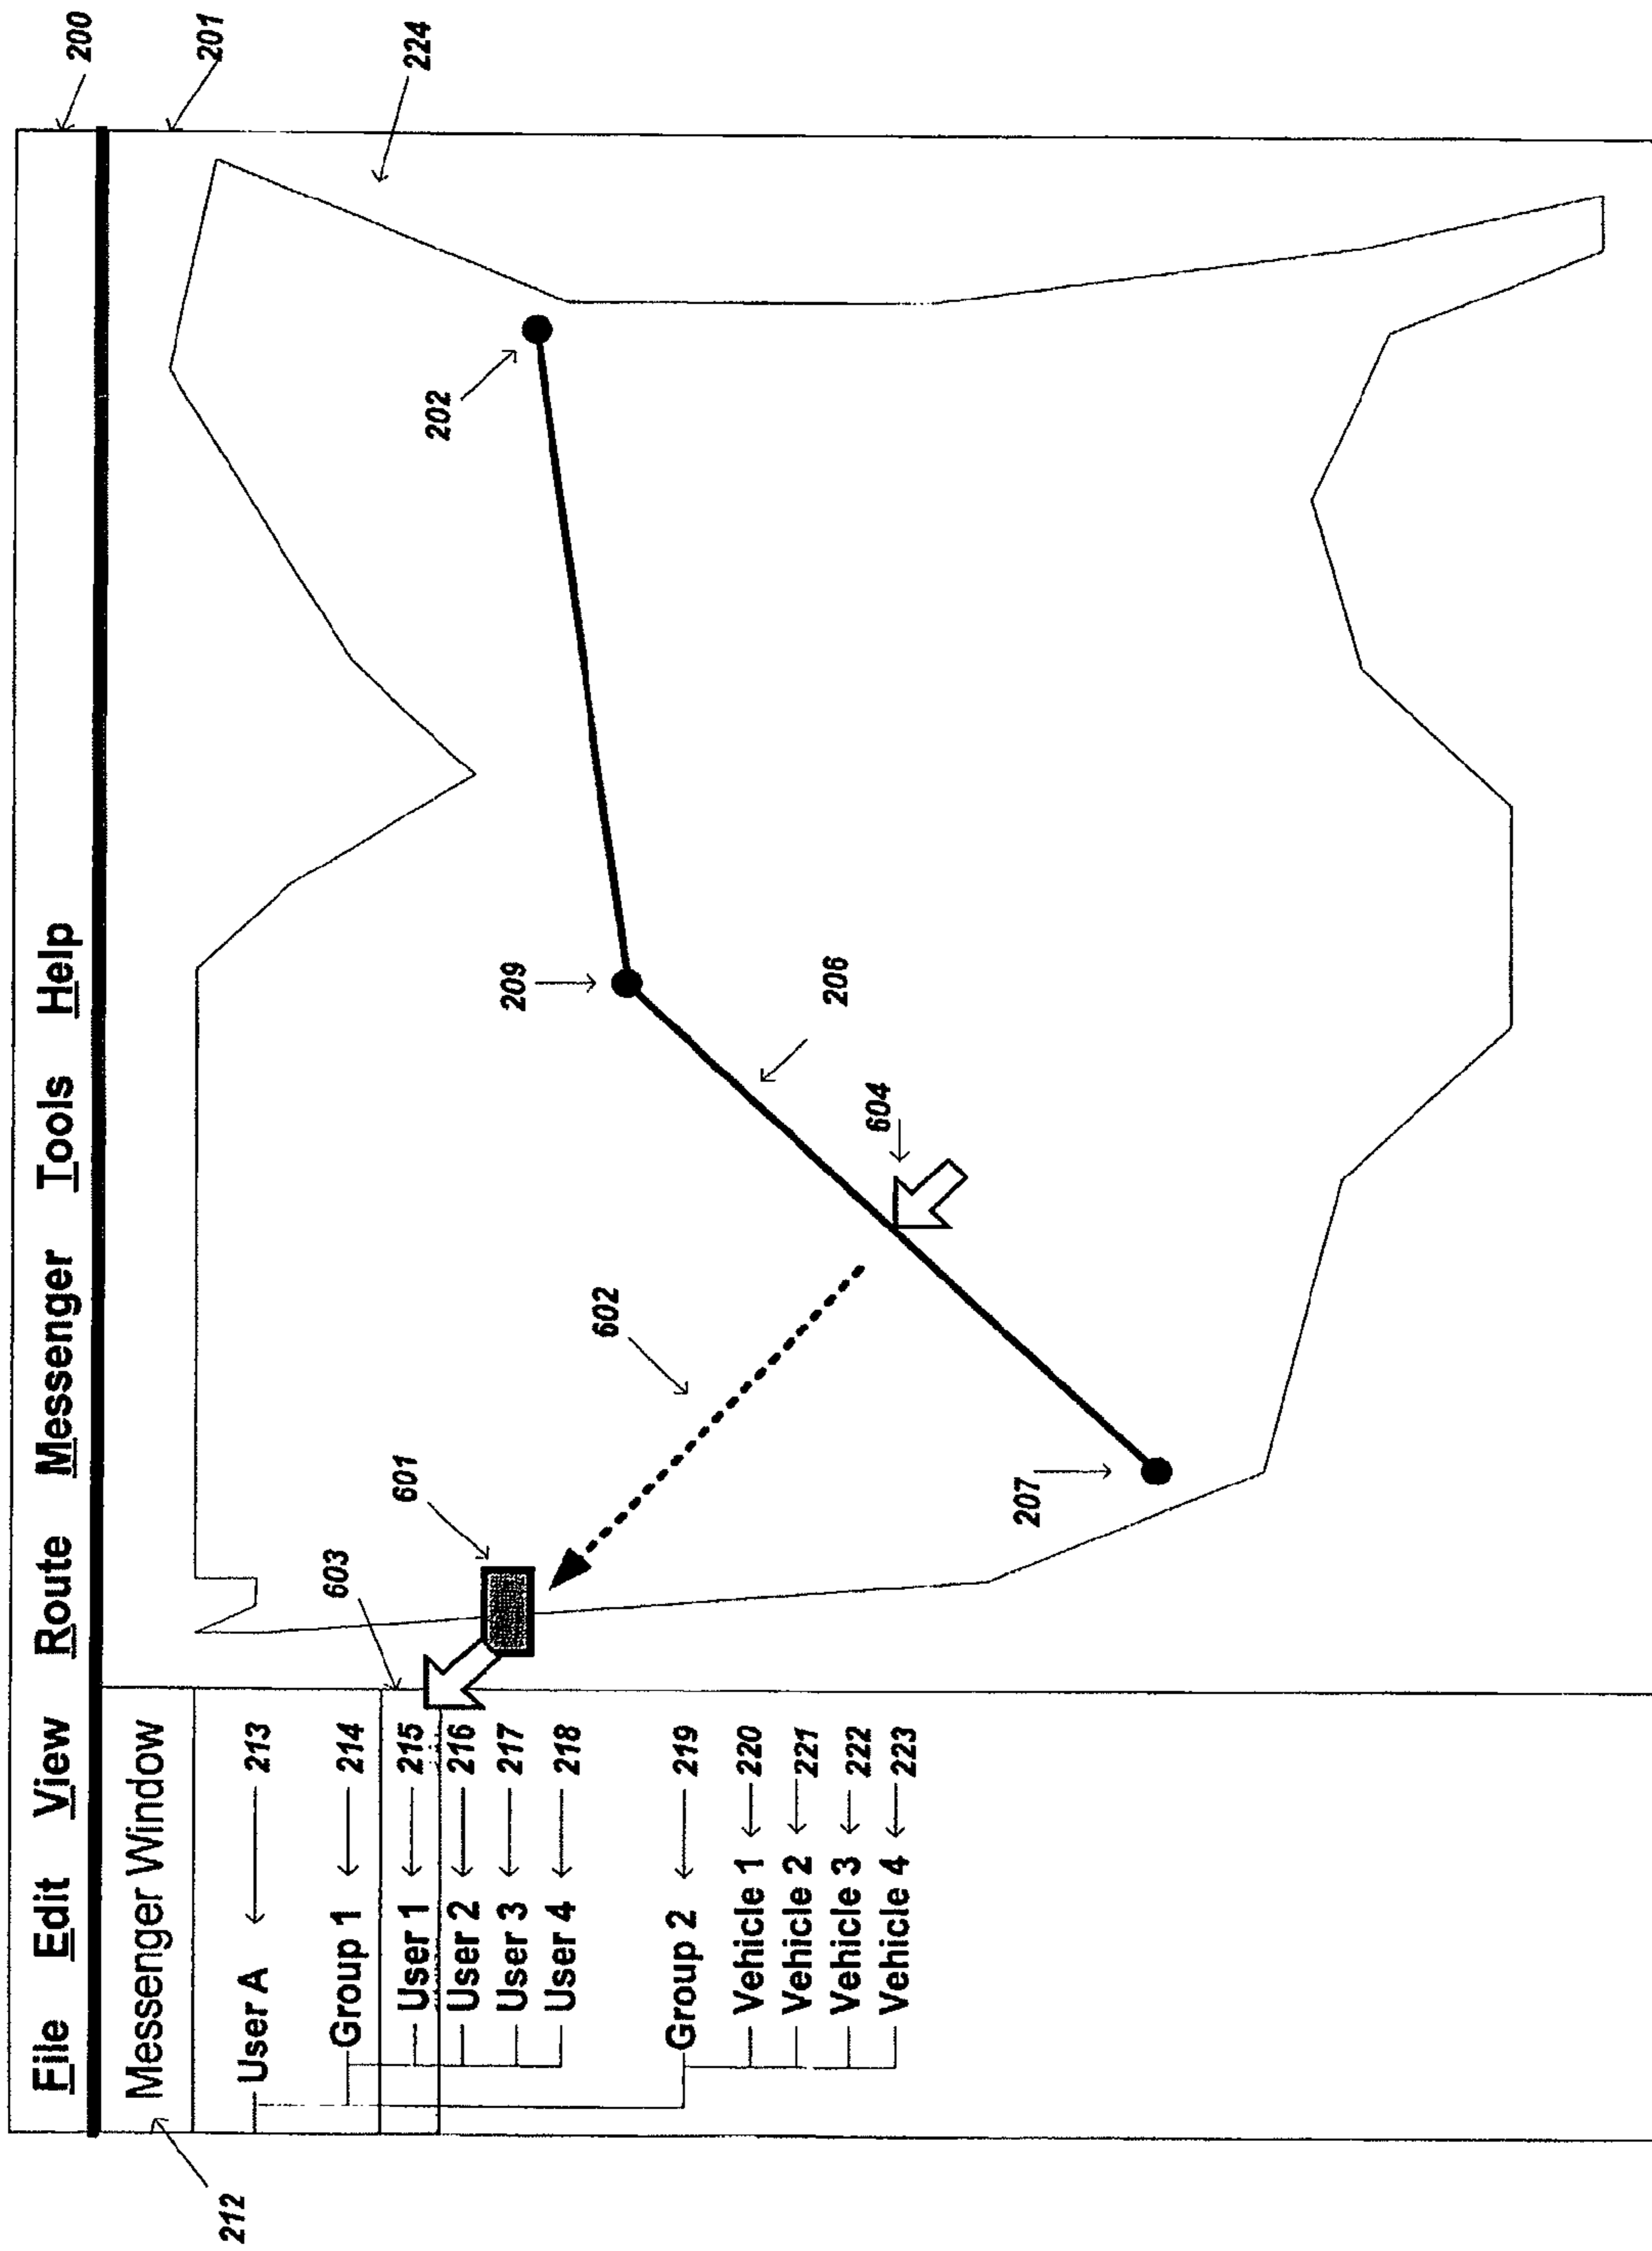 File Edit View Route Messenger Tools Help
200
Messenger Window
201
212
224
User A 213
Group 1 214
User 1 215
User 2 216
User 3 217
User 4 218
Group 2 219
Vehicle 1 220
Vehicle 2 221
Vehicle 3 222
Vehicle 4 223
603
601
602
202
209
206
604
207